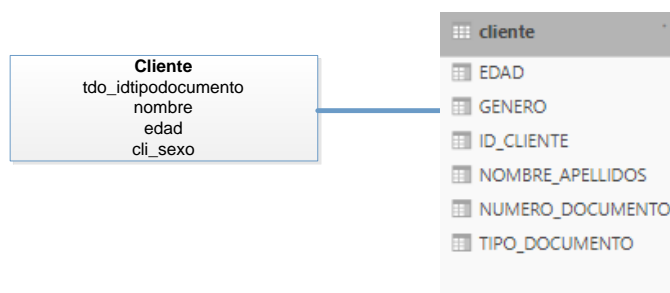 Cliente
tdo_idtipodocumento
nombre
edad
cli_sexo
cliente
EDAD
GENERO
ID_CLIENTE
NOMBRE_APELLIDOS
NUMERO_DOCUMENTO
TIPO_DOCUMENTO